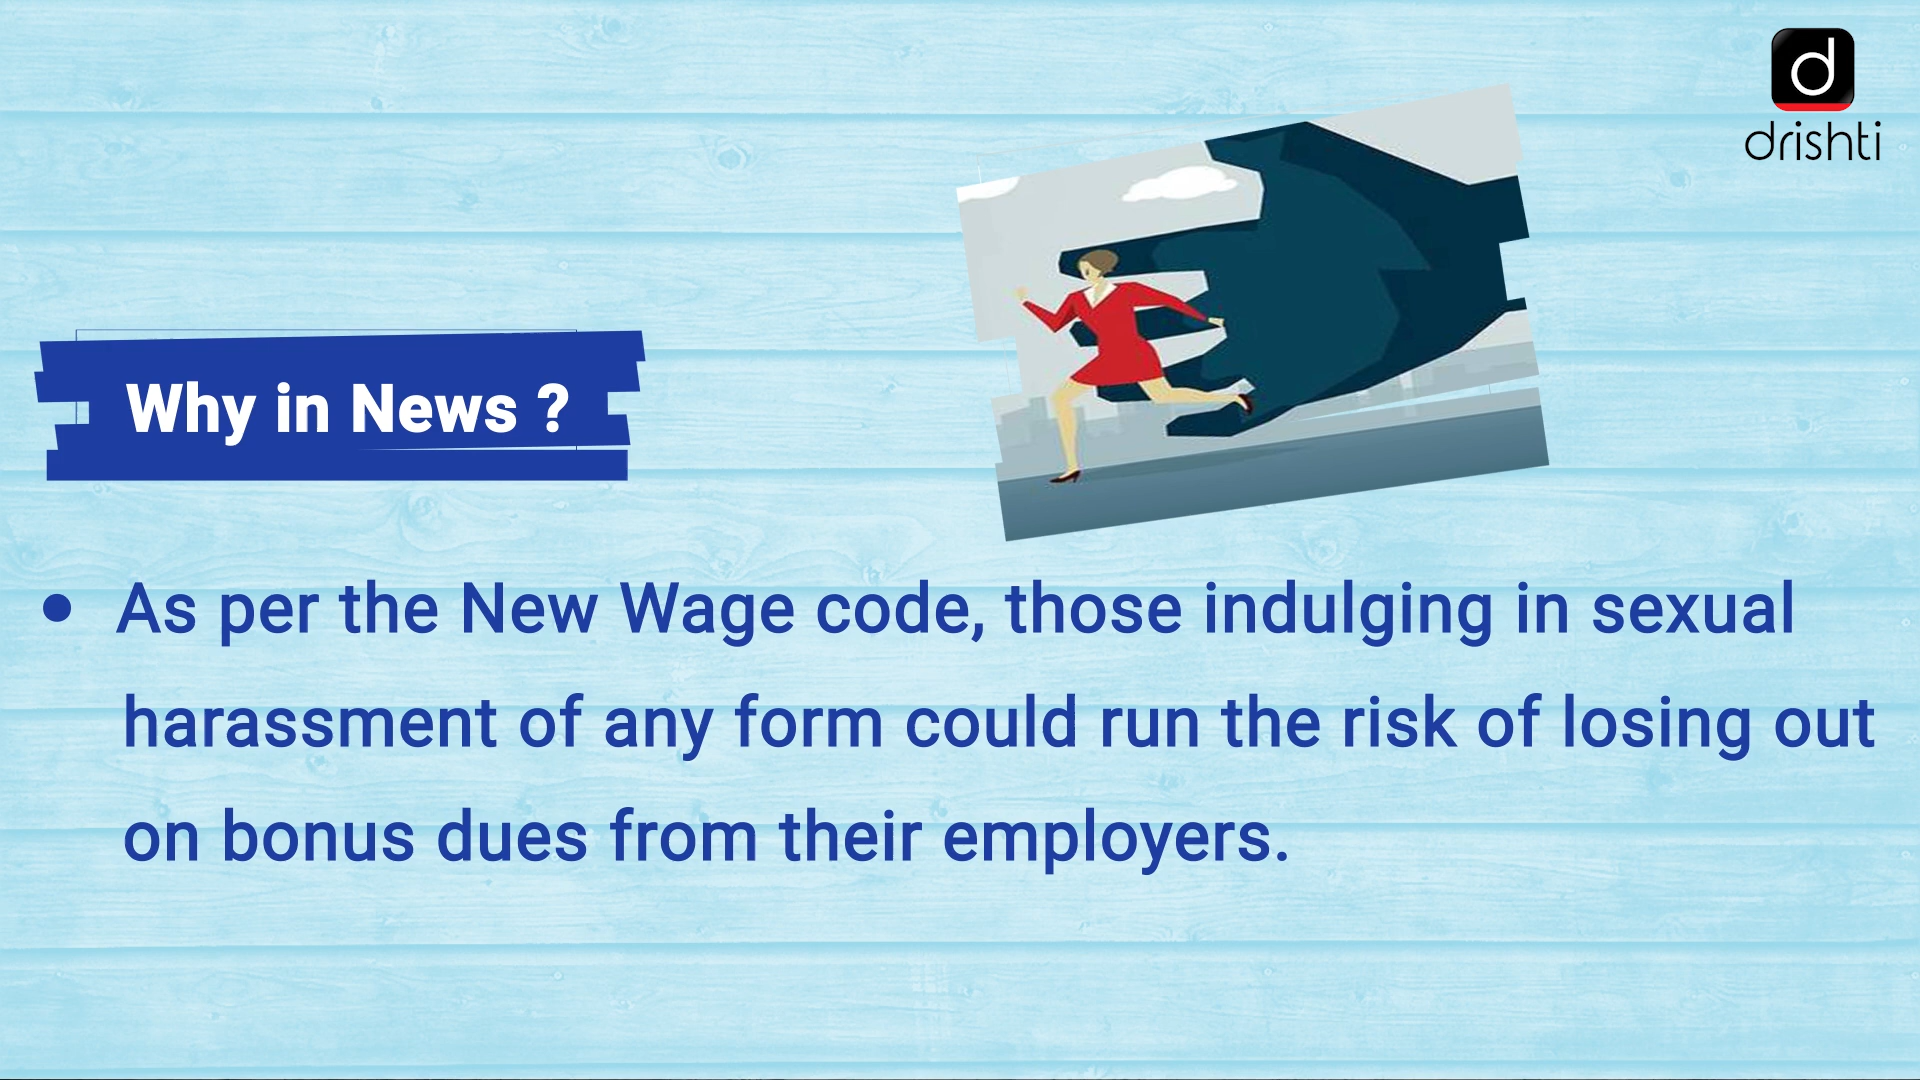 d
drishti
Why in News ?
• As per the New Wage code, those indulging in sexual
harassment of any form could run the risk of losing out
on bonus dues from their employers.